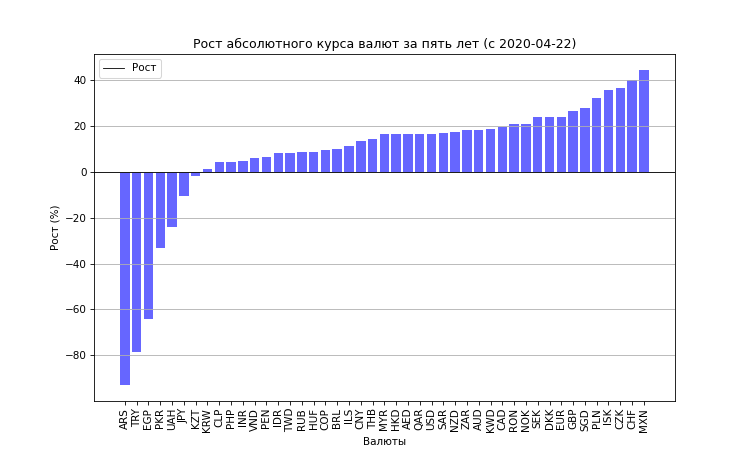 Рост абсолютного курса валют за пять лет (с 2020-04-22)
Рост
40
20
0
−20
−40
−60
−80
Рост (%)
ARS TRY EGP PKR UAH JPY KZT KRW CLP PHP INR VND PEN IDR TWD RUB HUF COP BRL ILS CNY THB MYR HKD AED QAR USD SAR NZD ZAR AUD KWD CAD RON NOK SEK DKK EUR GBP SGD PLN ISK CZK CHF MXN
Валюты